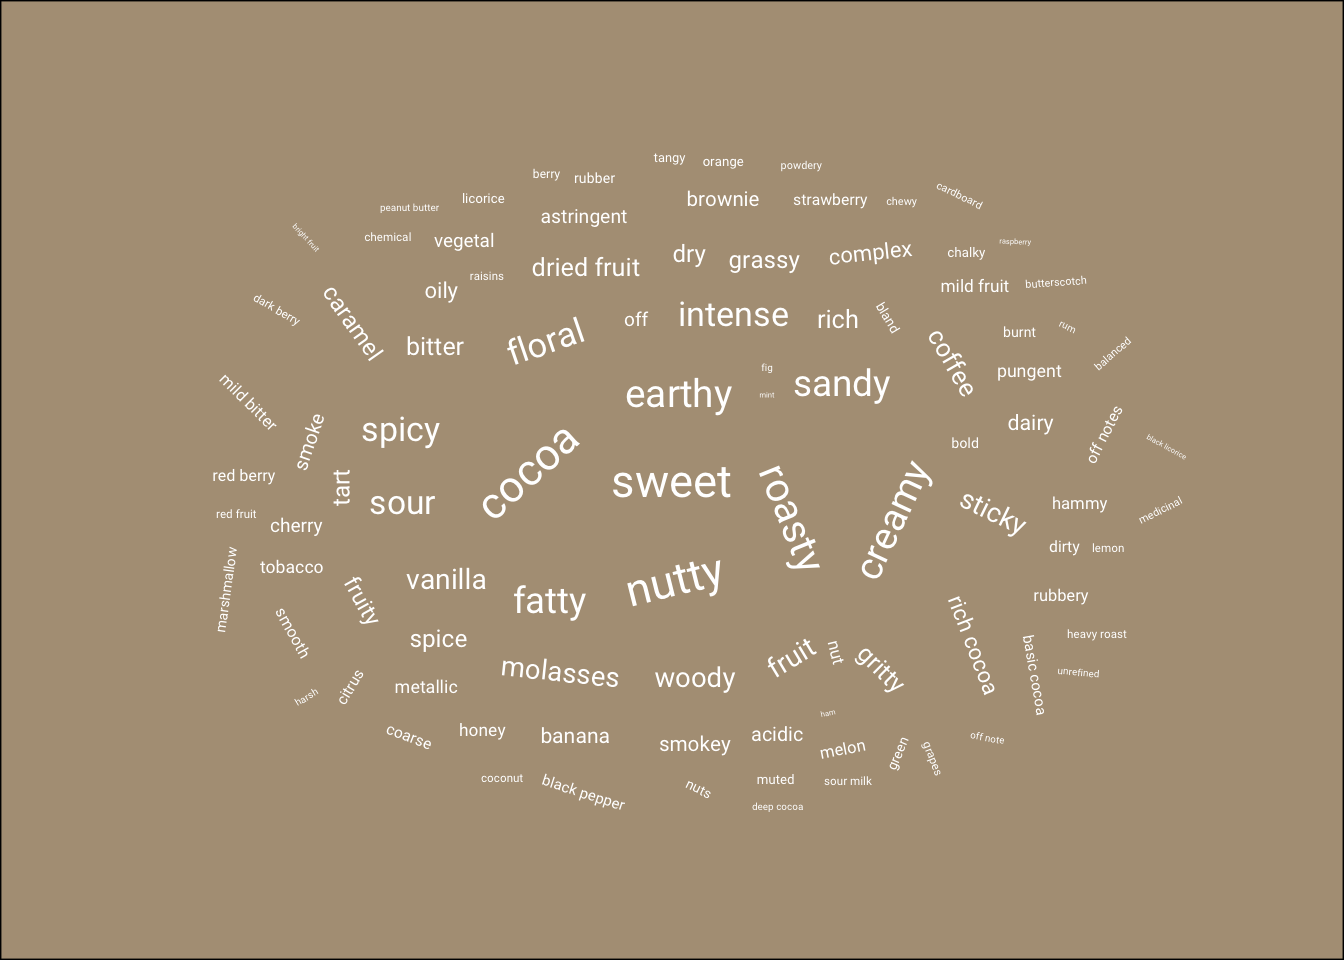 tangy
orange
powdery
berry
rubber
cardboard
peanut butter
licorice
brownie
strawberry
chewy
astringent
bright fruit
chemical
vegetal
raspberry
dry
grassy
complex
chalky
dried fruit
raisins
oily
mild fruit
butterscotch
dark berry
caramel
off
intense
rich
bland
burnt
rum
bitter
floral
coffee
balanced
fig
pungent
earthy
mint
sandy
mild bitter
smoke
spicy
dairy
off notes
bold
black licorice
red berry
tart
cocoa
sweet
roasty
creamy
sour
sticky
hammy
medicinal
red fruit
cherry
dirty
lemon
tobacco
marshmallow
fruity
vanilla
fatty
nutty
rubbery
smooth
spice
rich cocoa
heavy roast
basic cocoa
unrefined
fruit
nut
gritty
molasses
woody
harsh
citrus
metallic
ham
coarse
honey
banana
smokey
acidic
melon
green
grapes
off note
coconut
black pepper
nuts
muted
sour milk
deep cocoa